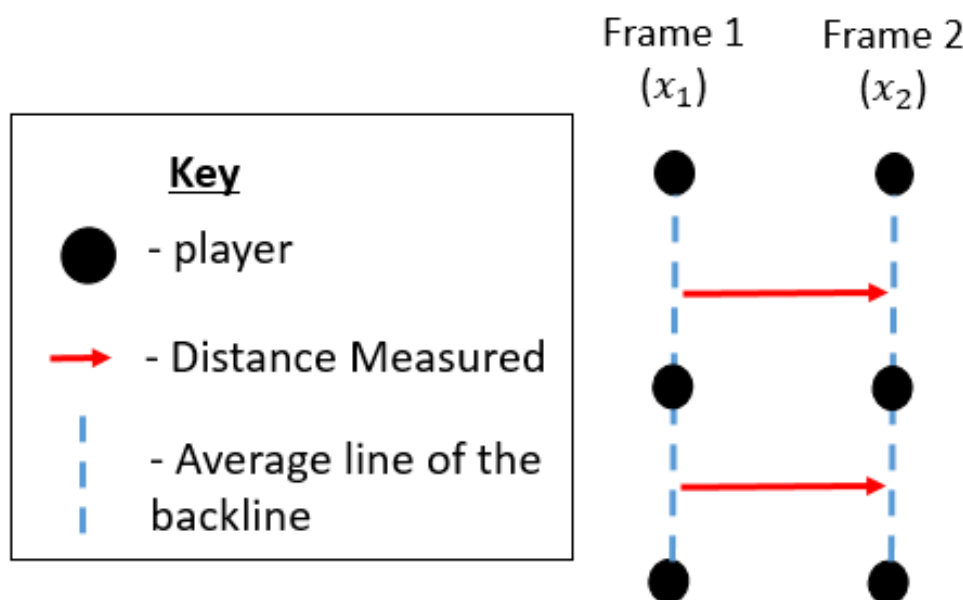 Frame 1
(x₁)
Frame 2
(x₂)
Key
- player
- Distance Measured
- Average line of the
backline